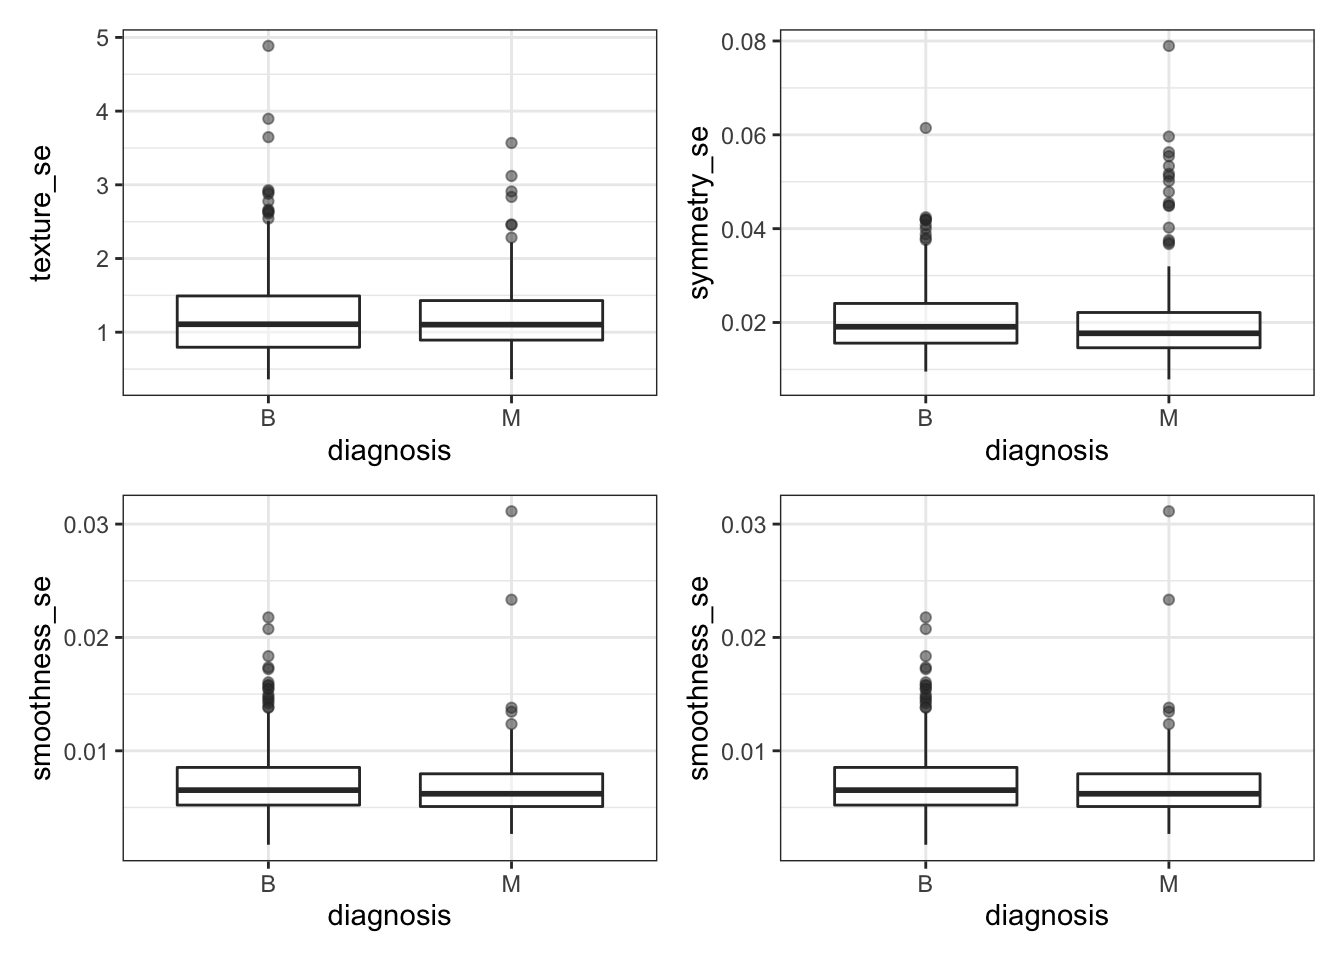 texture_se
5
4
3
2
1
B M
diagnosis
symmetry_se
0.08
0.06
0.04
0.02
B M
diagnosis
smoothness_se
0.03
0.02
0.01
B M
diagnosis
smoothness_se
0.03
0.02
0.01
B M
diagnosis